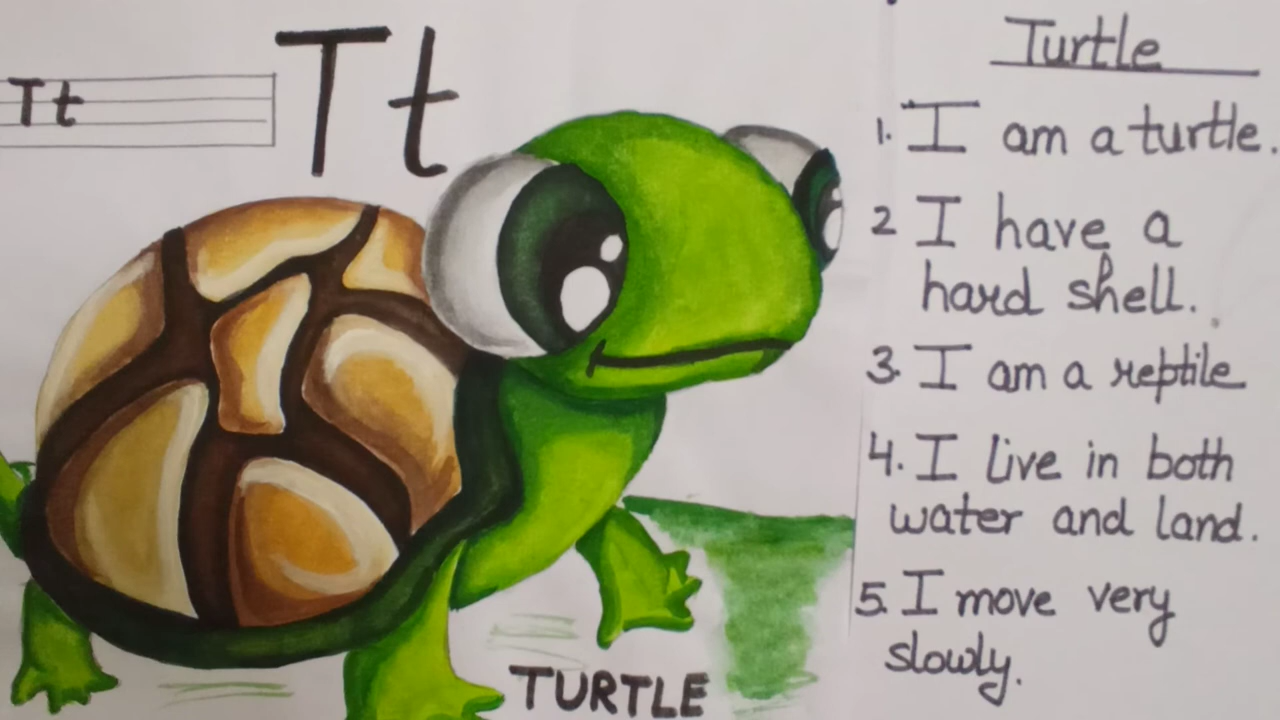 Tt
Tt
TURTLE
Turtle
1. I am a turtle.
2 I have a
hard shell.
3. I am a reptile
4. I live in both
water and land.
5. I move very
slowly.